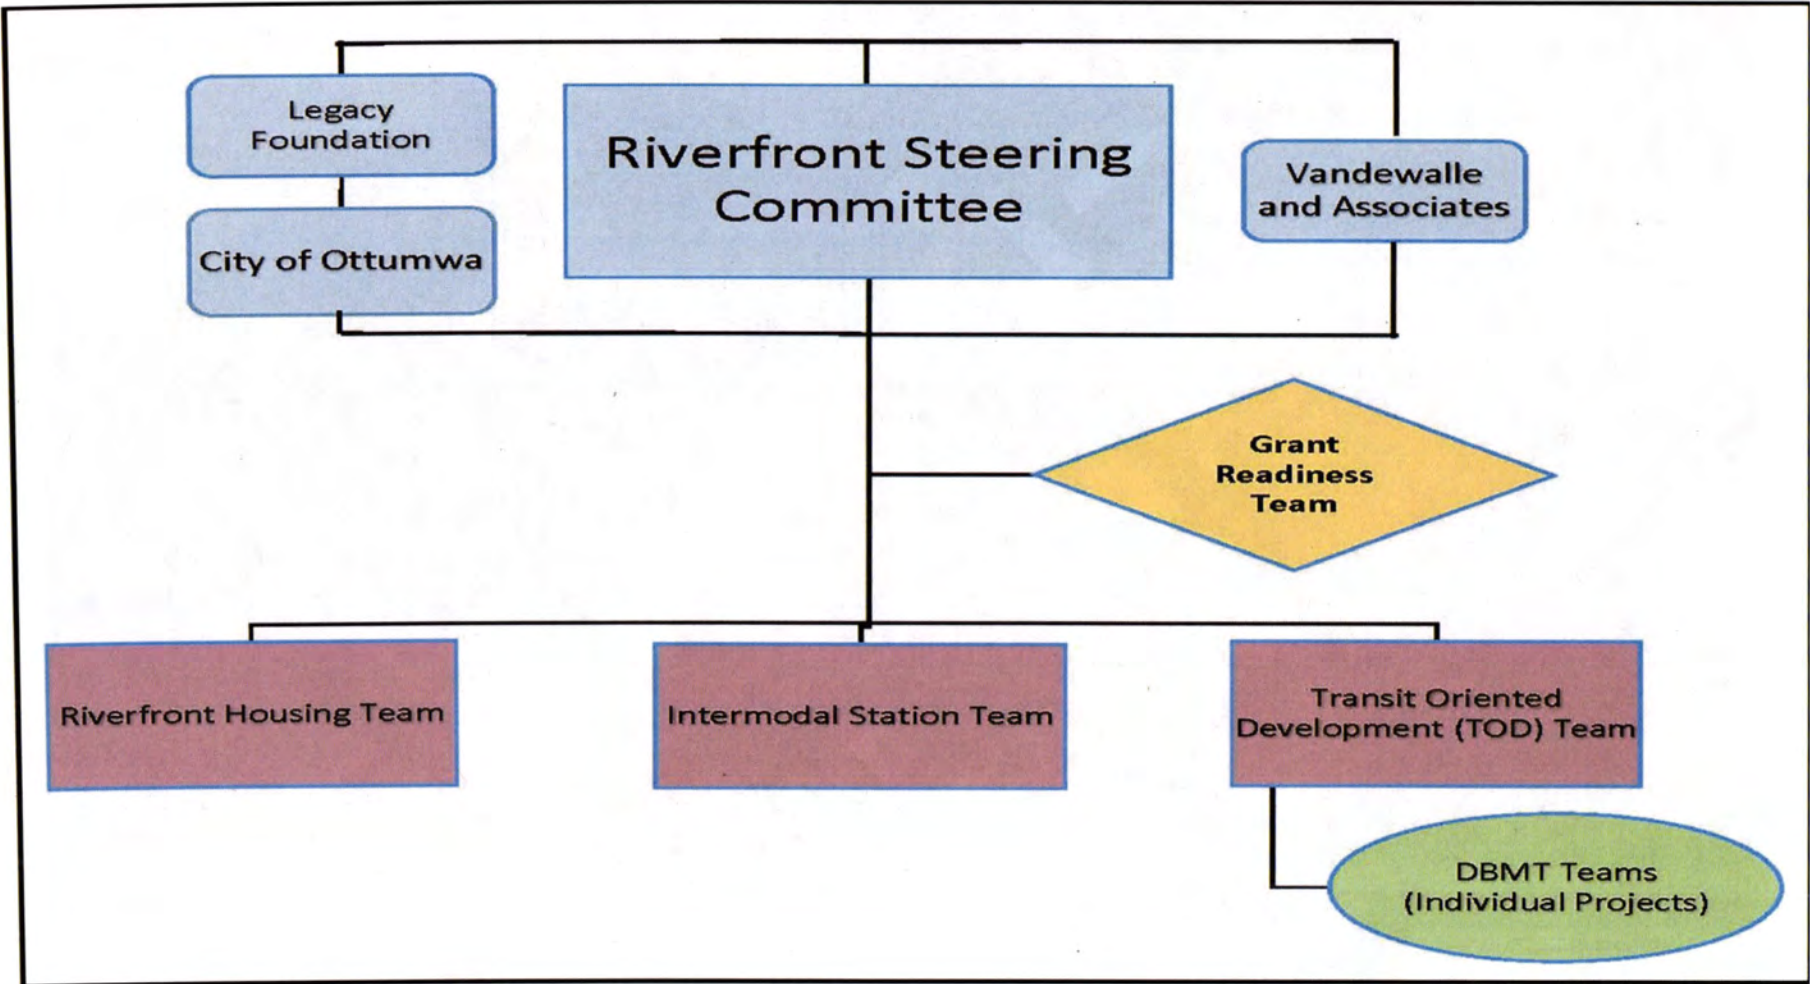 Legacy
Foundation
Riverfront Steering
Committee
Vandewalle
and Associates
City of Ottumwa
Grant
Readiness
Team
Riverfront Housing Team
Intermodal Station Team
Transit Oriented
Development (TOD) Team
DBMT Teams
(Individual Projects)